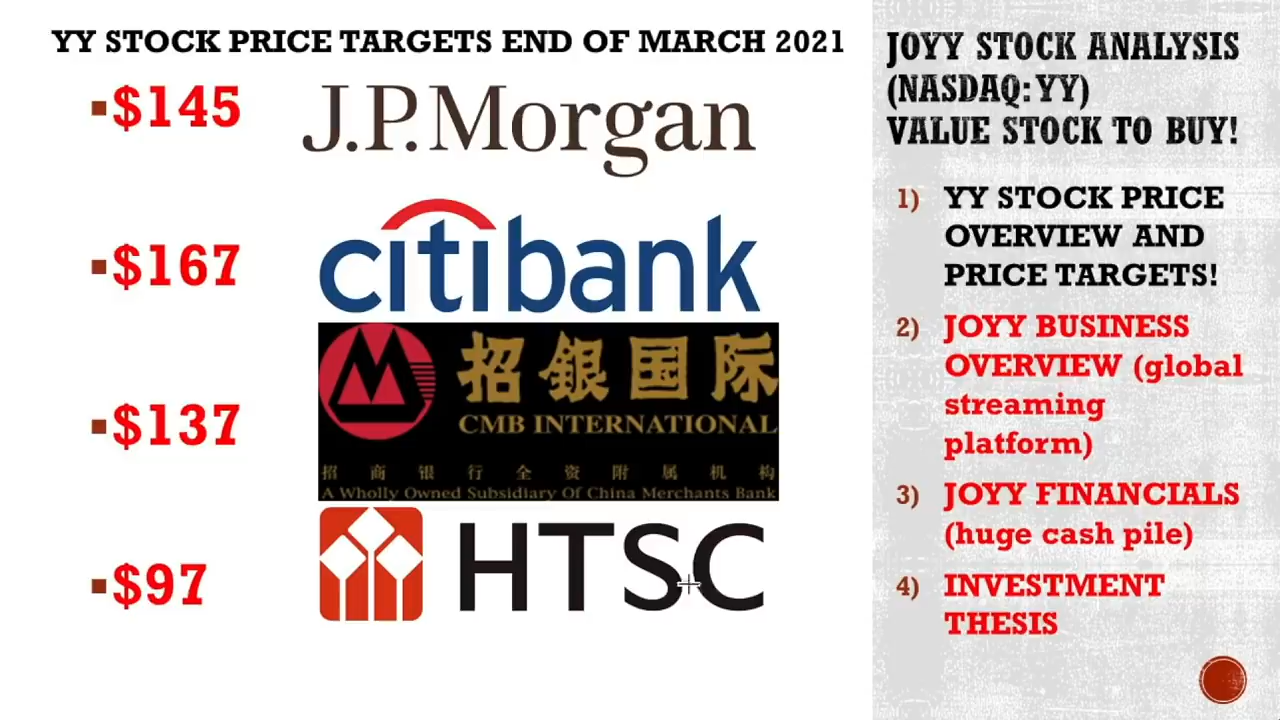 YY STOCK PRICE TARGETS END OF MARCH 2021
$145
J.P.Morgan
$167
citibank
$137
招銀国际
CMB INTERNATIONAL
招商银行全资附属机构
A Wholly Owned Subsidiary Of China Merchants Bank
$97
HTSC
JOYY STOCK ANALYSIS
(NASDAQ:YY)
VALUE STOCK TO BUY!
1) YY STOCK PRICE
OVERVIEW AND
PRICE TARGETS!
2) JOYY BUSINESS
OVERVIEW (global
streaming
platform)
3) JOYY FINANCIALS
(huge cash pile)
4) INVESTMENT
THESIS